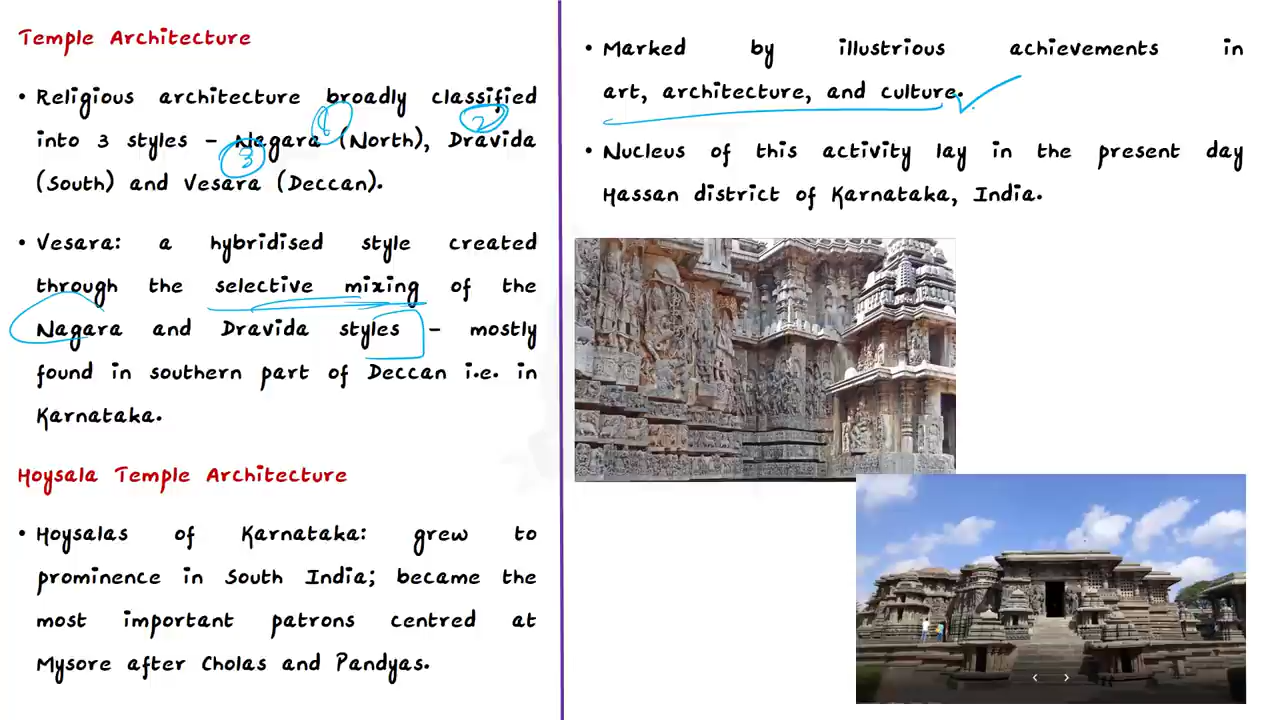 Temple Architecture
• Religious architecture broadly classified
into 3 styles – Nagara (North), Dravida
(South) and Vesara (Deccan).
• Vesara: a hybridised style created
through the selective mixing of the
Nagara and Dravida styles – mostly
found in southern part of Deccan i.e. in
Karnataka.
Hoysala Temple Architecture
• Hoysalas of Karnataka: grew to
prominence in South India; became the
most important patrons centred at
Mysore after Cholas and Pandyas.
• Marked by illustrious achievements in
art, architecture, and culture.
• Nucleus of this activity lay in the present day
Hassan district of Karnataka, India.
1
2
3